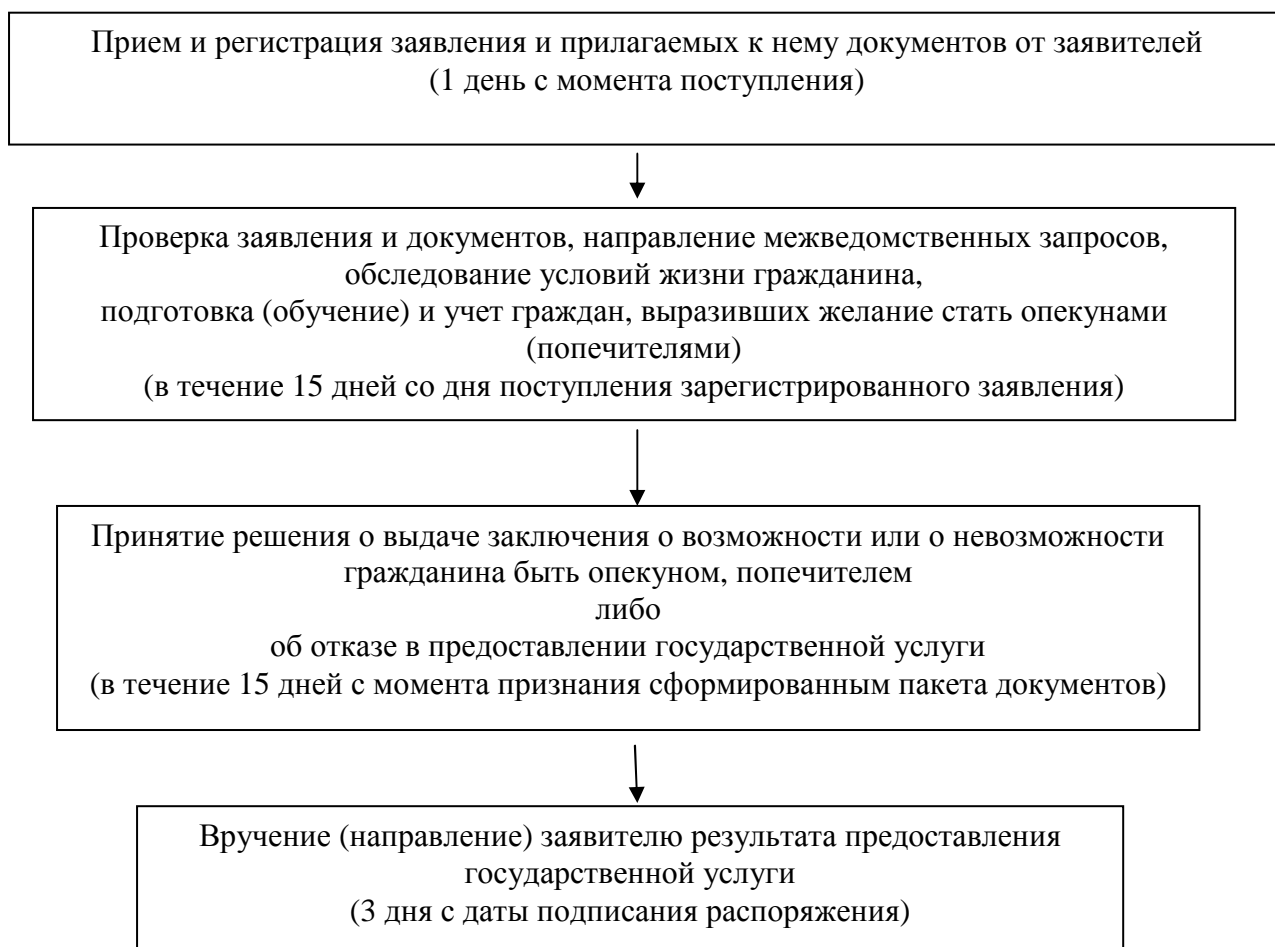 Прием и регистрация заявления и прилагаемых к нему документов от заявителей
(1 день с момента поступления)
Проверка заявления и документов, направление межведомственных запросов,
обследование условий жизни гражданина,
подготовка (обучение) и учет граждан, выразивших желание стать опекунами
(попечителями)
(в течение 15 дней со дня поступления зарегистрированного заявления)
Принятие решения о выдаче заключения о возможности или о невозможности
гражданина быть опекуном, попечителем
либо
об отказе в предоставлении государственной услуги
(в течение 15 дней с момента признания сформированным пакета документов)
Вручение (направление) заявителю результата предоставления
государственной услуги
(3 дня с даты подписания распоряжения)